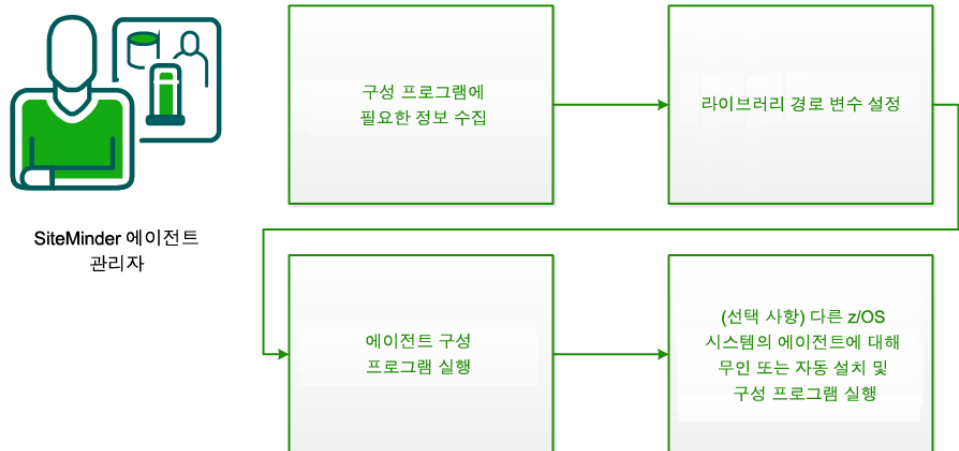 구성 프로그램에
필요한 정보 수집
라이브러리 경로 변수 설정
SiteMinder 에이전트
관리자
에이전트 구성
프로그램 실행
(선택 사항) 다른 z/OS
시스템의 에이전트에 대해
무인 또는 자동 설치 및
구성 프로그램 실행